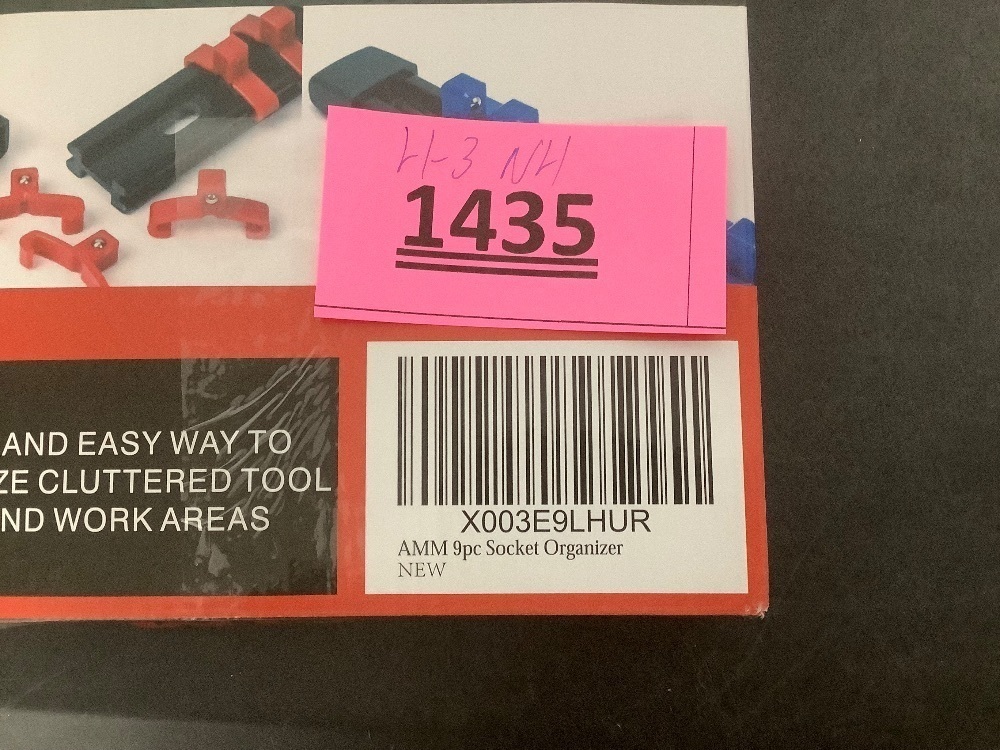 H-3 NH
1435
AND EASY WAY TO
ZE CLUTTERED TOOL
ND WORK AREAS
X003E9LHUR
AMM 9pc Socket Organizer
NEW